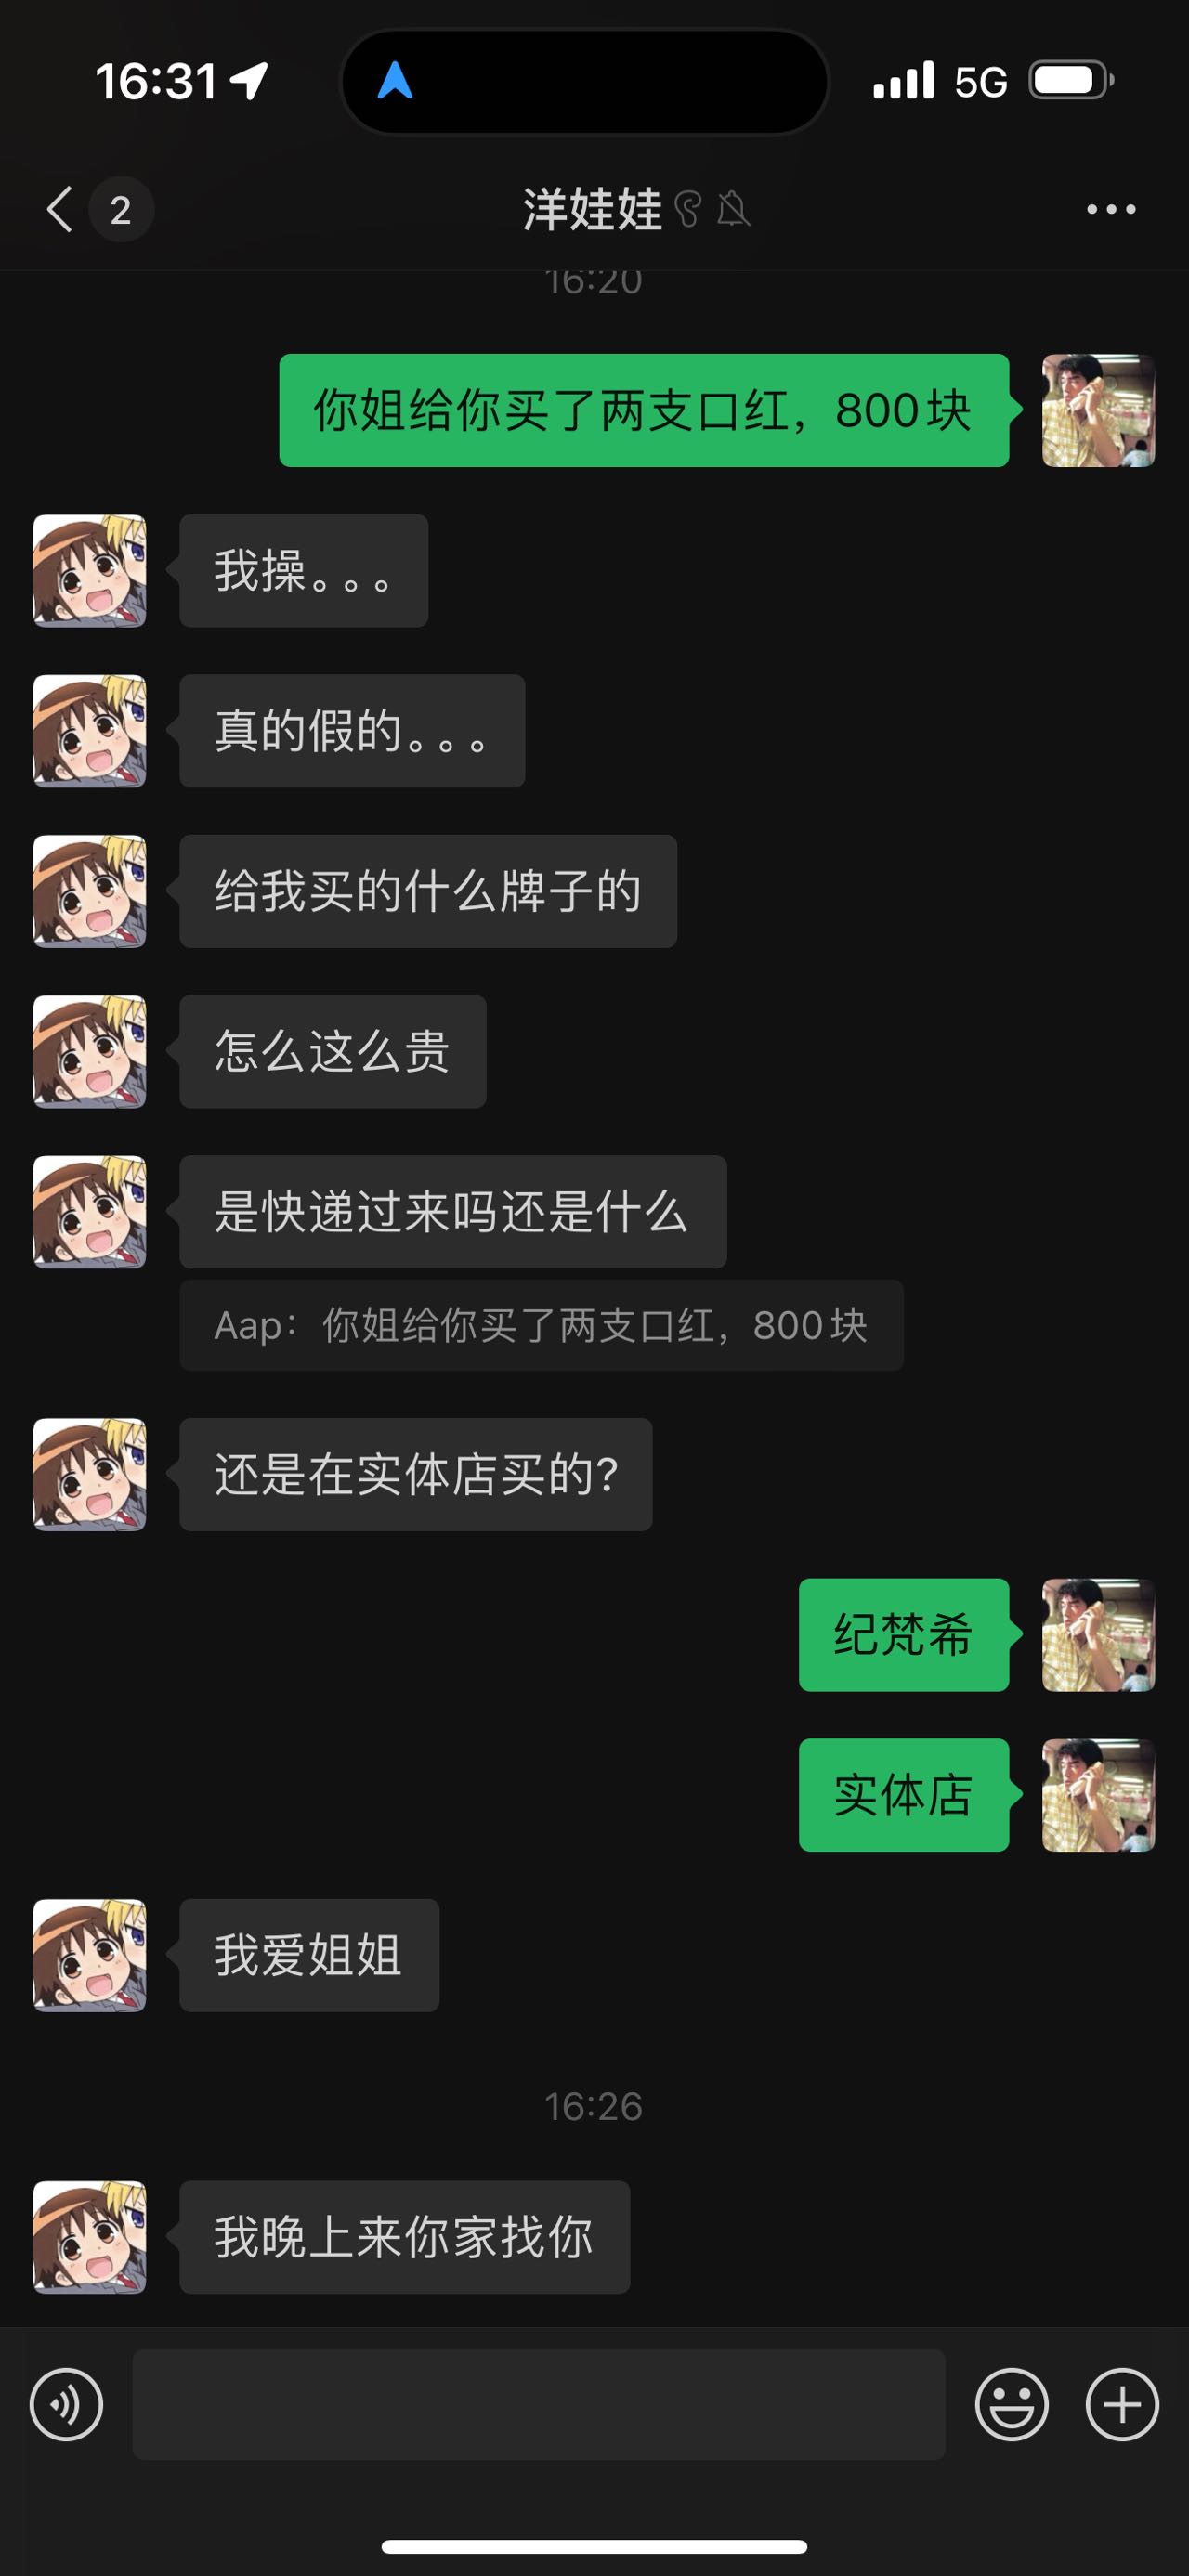 16:31
5G
2
洋娃娃
16:20
你姐给你买了两支口红，800块
我操。。。
真的假的。。。
给我买的什么牌子的
怎么这么贵
是快递过来吗还是什么
Aap：你姐给你买了两支口红，800块
还是在实体店买的?
纪梵希
实体店
我爱姐姐
16:26
我晚上来你家找你